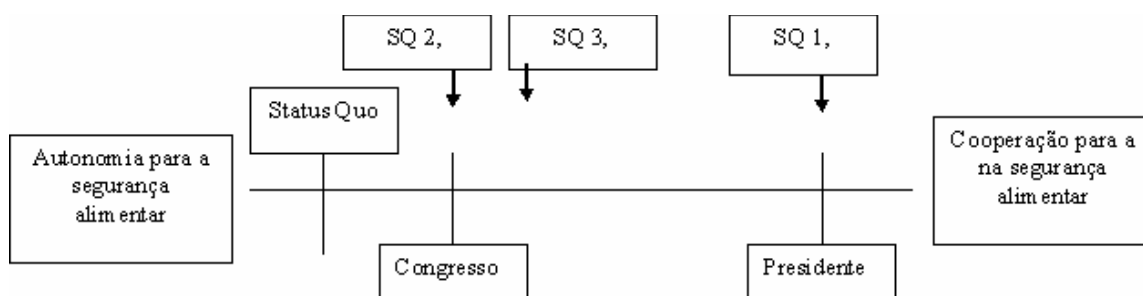 SQ 2,
SQ 3,
SQ 1,
Status Quo
Autonomia para a
segurança
alimentar
Cooperação para a
na segurança
alimentar
Congresso
Presidente